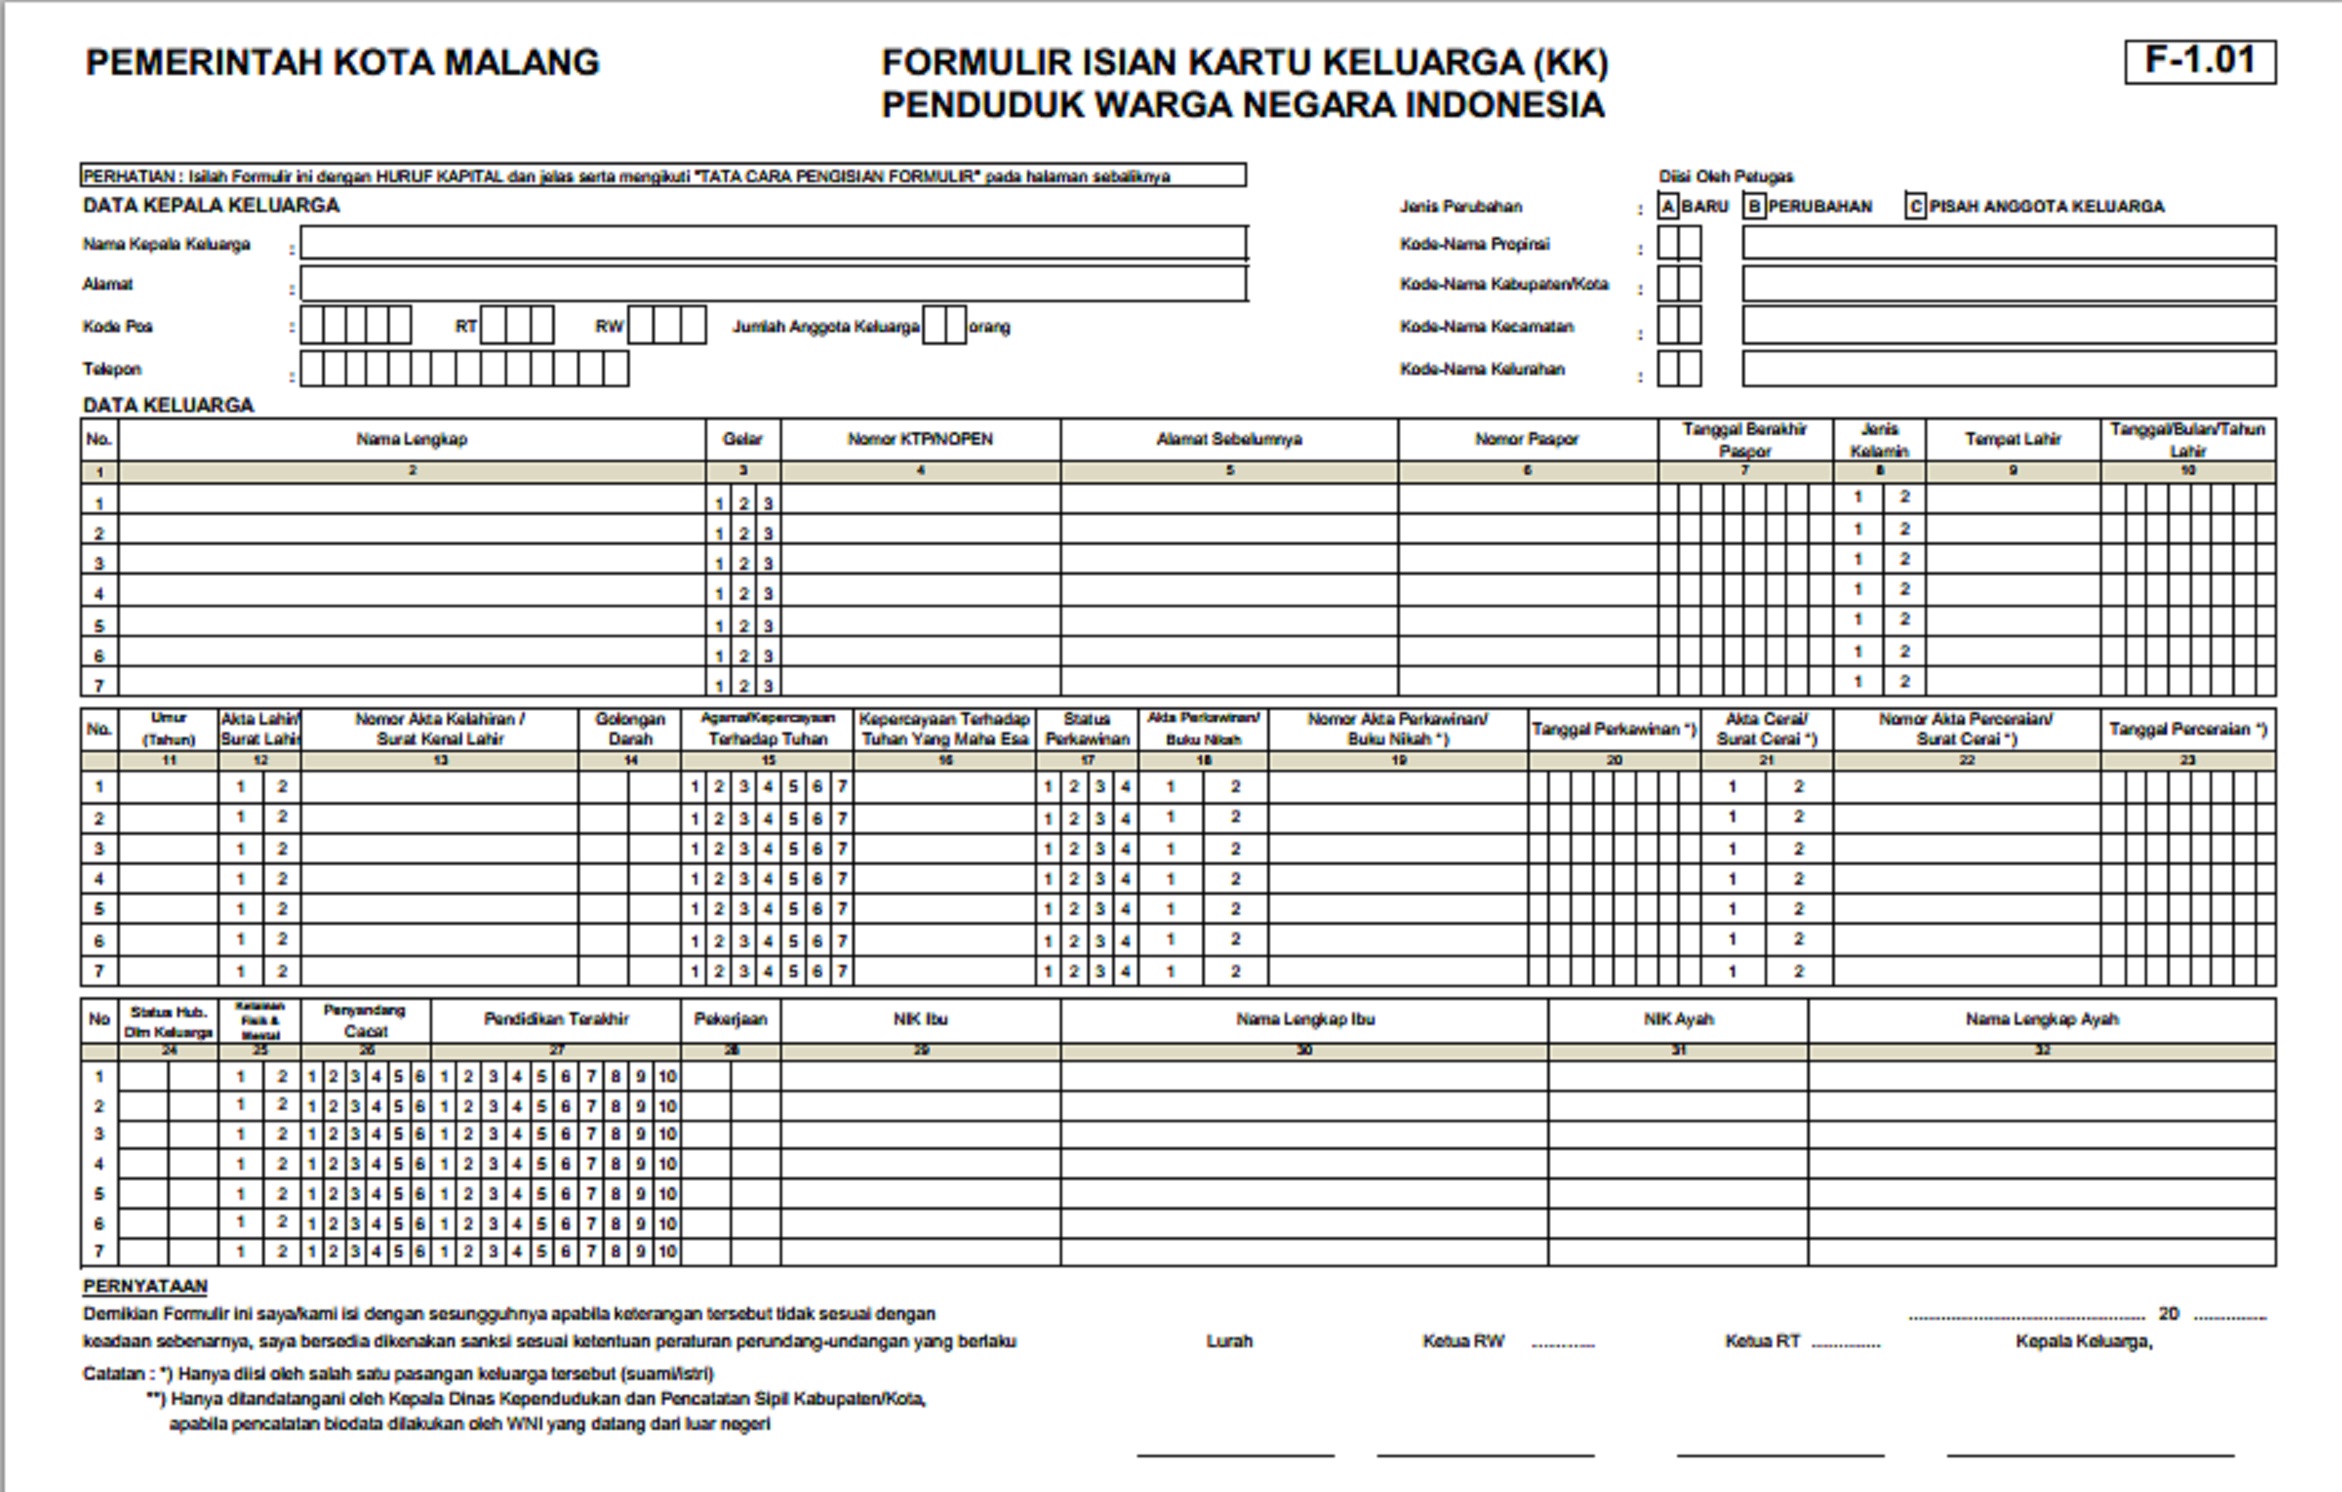 PEMERINTAH KOTA MALANG
FORMULIR ISIAN KARTU KELUARGA (KK)
PENDUDUK WARGA NEGARA INDONESIA
F-1.01
PERHATIAN : Isilah Formulir ini dengan HURUF KAPITAL dan jelas serta mengikuti "TATA CARA PENGISIAN FORMULIR" pada halaman sebaliknya
Diisi Oleh Petugas
DATA KEPALA KELUARGA
Jenis Perubahan : A BARU B PERUBAHAN C PISAH ANGGOTA KELUARGA
Nama Kepala Keluarga :
Kode-Nama Propinsi :
Alamat :
Kode-Nama Kabupaten/Kota :
Kode Pos : RT RW Jumlah Anggota Keluarga orang
Kode-Nama Kecamatan :
Telepon :
Kode-Nama Kelurahan :
DATA KELUARGA
No. Nama Lengkap Gelar Nomor KTP/NOPEN Alamat Sebelumnya Nomor Paspor Tanggal Berakhir Paspor Jenis Kelamin Tempat Lahir Tanggal/Bulan/Tahun Lahir
1 2 3 4 5 6 7 8 9 10
1 1 2 3 1 2
2 1 2 3 1 2
3 1 2 3 1 2
4 1 2 3 1 2
5 1 2 3 1 2
6 1 2 3 1 2
7 1 2 3 1 2
No. Umur (Tahun) Akta Lahir/ Surat Lahir Nomor Akta Kelahiran / Surat Kenal Lahir Golongan Darah Agama/Kepercayaan Terhadap Tuhan Kepercayaan Terhadap Tuhan Yang Maha Esa Status Perkawinan Akta Perkawinan/ Buku Nikah Nomor Akta Perkawinan/ Buku Nikah *) Tanggal Perkawinan *) Akta Cerai/ Surat Cerai *) Nomor Akta Perceraian/ Surat Cerai *) Tanggal Perceraian *)
11 12 13 14 15 16 17 18 19 20 21 22 23
1 1 2 1 2 3 4 5 6 7 1 2 3 4 1 2 1 2
2 1 2 1 2 3 4 5 6 7 1 2 3 4 1 2 1 2
3 1 2 1 2 3 4 5 6 7 1 2 3 4 1 2 1 2
4 1 2 1 2 3 4 5 6 7 1 2 3 4 1 2 1 2
5 1 2 1 2 3 4 5 6 7 1 2 3 4 1 2 1 2
6 1 2 1 2 3 4 5 6 7 1 2 3 4 1 2 1 2
7 1 2 1 2 3 4 5 6 7 1 2 3 4 1 2 1 2
No Status Hub. Dlm Keluarga Kelainan Fisik & Mental Penyandang Cacat Pendidikan Terakhir Pekerjaan NIK Ibu Nama Lengkap Ibu NIK Ayah Nama Lengkap Ayah
24 25 26 27 28 29 30 31 32
1 1 2 1 2 3 4 5 6 1 2 3 4 5 6 7 8 9 10
2 1 2 1 2 3 4 5 6 1 2 3 4 5 6 7 8 9 10
3 1 2 1 2 3 4 5 6 1 2 3 4 5 6 7 8 9 10
4 1 2 1 2 3 4 5 6 1 2 3 4 5 6 7 8 9 10
5 1 2 1 2 3 4 5 6 1 2 3 4 5 6 7 8 9 10
6 1 2 1 2 3 4 5 6 1 2 3 4 5 6 7 8 9 10
7 1 2 1 2 3 4 5 6 1 2 3 4 5 6 7 8 9 10
PERNYATAAN
Demikian Formulir ini saya/kami isi dengan sesungguhnya apabila keterangan tersebut tidak sesuai dengan
keadaan sebenarnya, saya bersedia dikenakan sanksi sesuai ketentuan peraturan perundang-undangan yang berlaku
........................................ 20 ............
Lurah Ketua RW ........... Ketua RT ........... Kepala Keluarga,
Catatan : *) Hanya diisi oleh salah satu pasangan keluarga tersebut (suami/istri)
**) Hanya ditandatangani oleh Kepala Dinas Kependudukan dan Pencatatan Sipil Kabupaten/Kota,
apabila pencatatan biodata dilakukan oleh WNI yang datang dari luar negeri